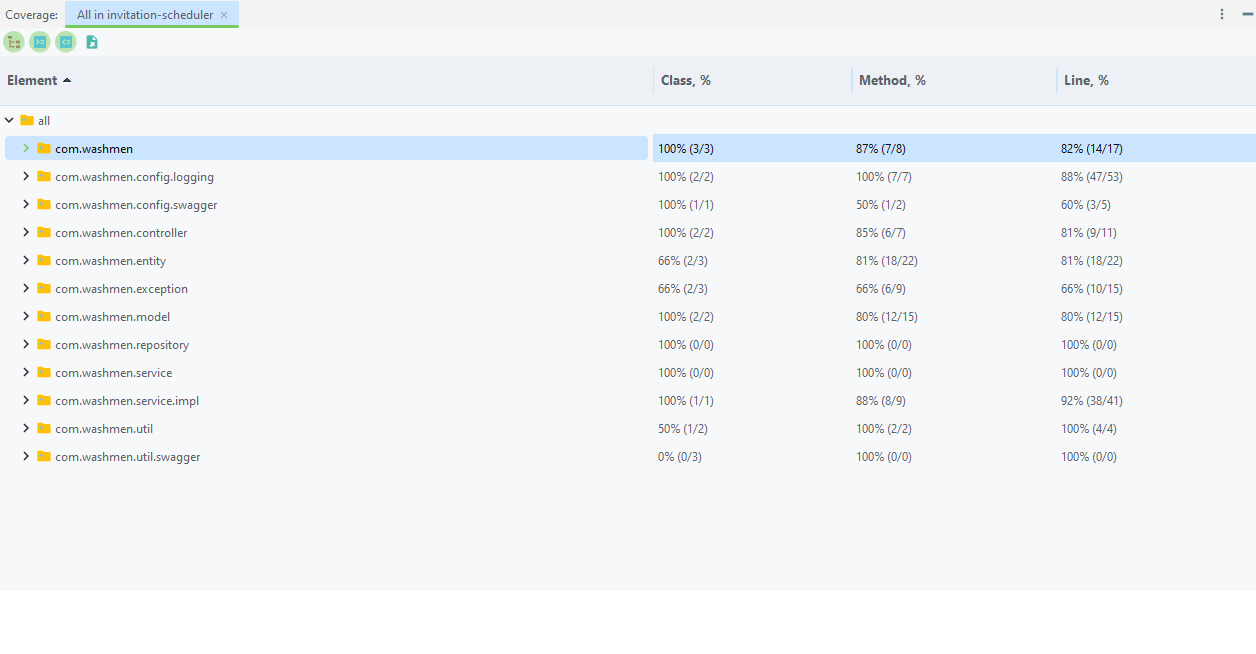 Coverage: All in invitation-scheduler
Element Class, % Method, % Line, %
all
com.washmen 100% (3/3) 87% (7/8) 82% (14/17)
com.washmen.config.logging 100% (2/2) 100% (7/7) 88% (47/53)
com.washmen.config.swagger 100% (1/1) 50% (1/2) 60% (3/5)
com.washmen.controller 100% (2/2) 85% (6/7) 81% (9/11)
com.washmen.entity 66% (2/3) 81% (18/22) 81% (18/22)
com.washmen.exception 66% (2/3) 66% (6/9) 66% (10/15)
com.washmen.model 100% (2/2) 80% (12/15) 80% (12/15)
com.washmen.repository 100% (0/0) 100% (0/0) 100% (0/0)
com.washmen.service 100% (0/0) 100% (0/0) 100% (0/0)
com.washmen.service.impl 100% (1/1) 88% (8/9) 92% (38/41)
com.washmen.util 50% (1/2) 100% (2/2) 100% (4/4)
com.washmen.util.swagger 0% (0/3) 100% (0/0) 100% (0/0)